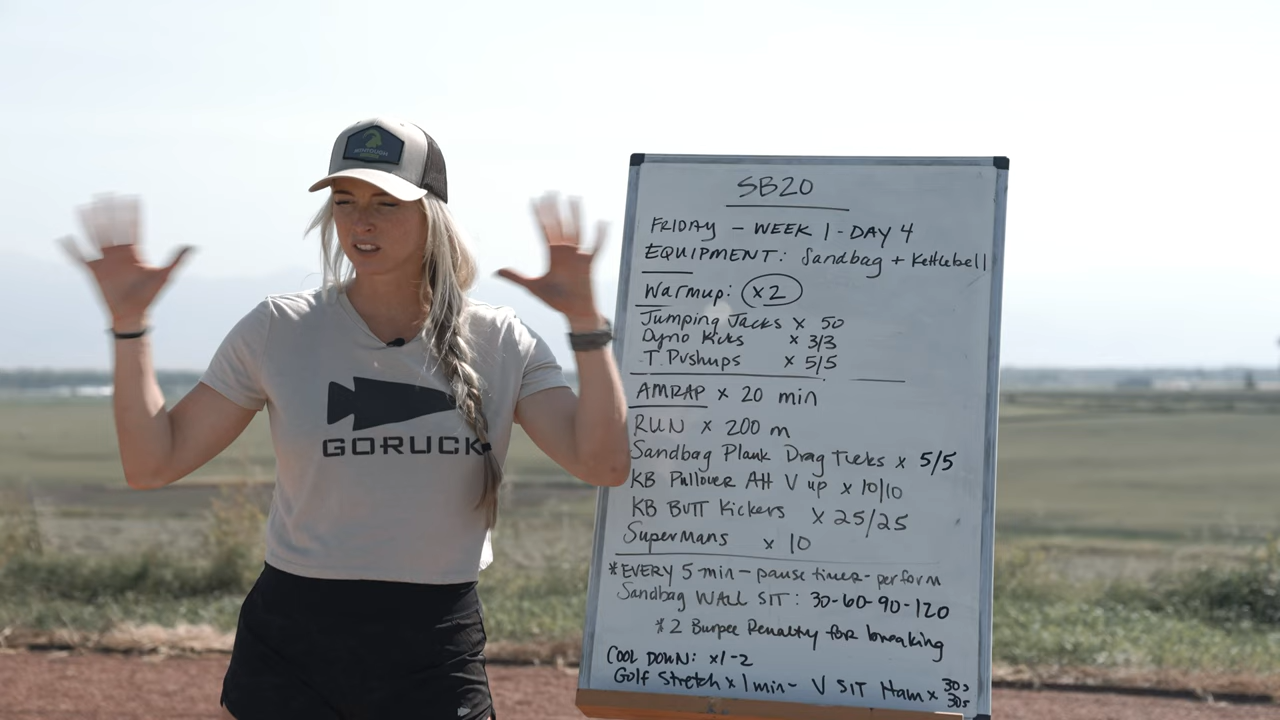 MTNTOUGH
GORUCK
SB20
FRIDAY - WEEK 1 - DAY 4
EQUIPMENT: Sandbag + Kettlebell
Warmup: x2
Jumping Jacks x 50
Dyno Kicks x 3/3
T. Pushups x 5/5
AMRAP x 20 min
RUN x 200 m
Sandbag Plank Drag Tucks x 5/5
KB Pullover Alt V up x 10/10
KB BUTT Kickers x 25/25
Supermans x 10
*EVERY 5-min - pause timer - perform
Sandbag WALL SIT: 30-60-90-120
*2 Burpee Penalty for breaking
COOL DOWN: x1-2
Golf Stretch x 1 min - V SIT Ham x 30s
30s